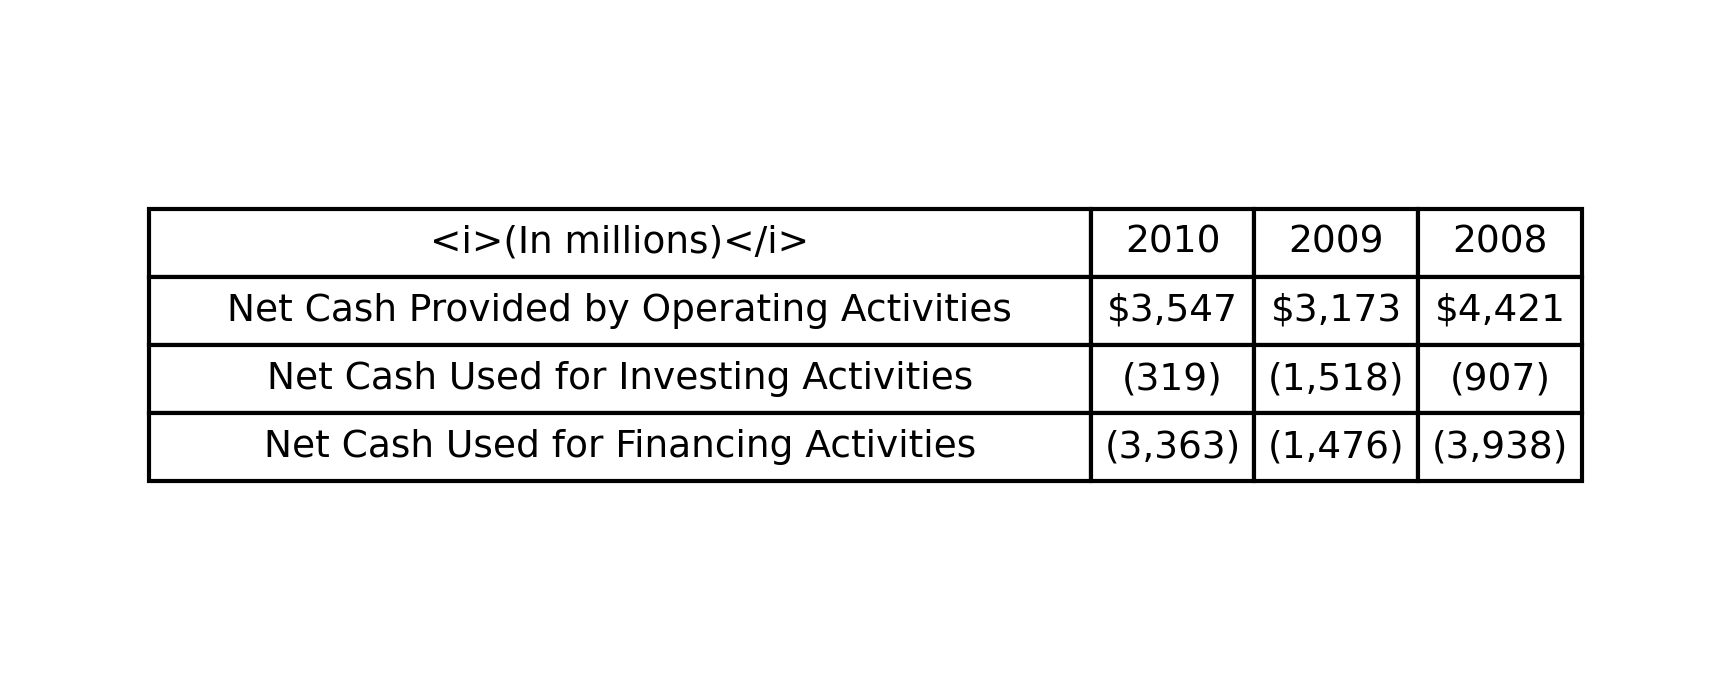 <i>(In millions)</i> 2010 2009 2008
Net Cash Provided by Operating Activities $3,547 $3,173 $4,421
Net Cash Used for Investing Activities (319) (1,518) (907)
Net Cash Used for Financing Activities (3,363) (1,476) (3,938)